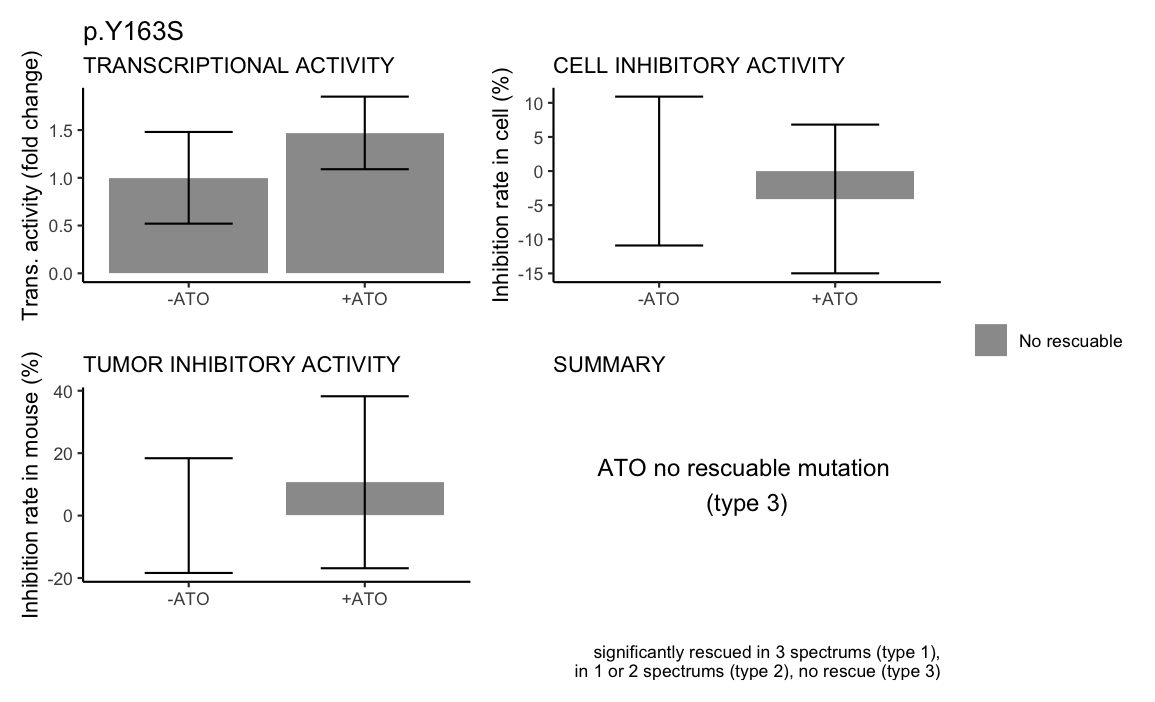 p.Y163S
TRANSCRIPTIONAL ACTIVITY
Trans. activity (fold change)
1.5
1.0
0.5
0.0
-ATO
+ATO
CELL INHIBITORY ACTIVITY
Inhibition rate in cell (%)
10
5
0
-5
-10
-15
-ATO
+ATO
No rescuable
TUMOR INHIBITORY ACTIVITY
Inhibition rate in mouse (%)
40
20
0
-20
-ATO
+ATO
SUMMARY
ATO no rescuable mutation
(type 3)
significantly rescued in 3 spectrums (type 1),
in 1 or 2 spectrums (type 2), no rescue (type 3)